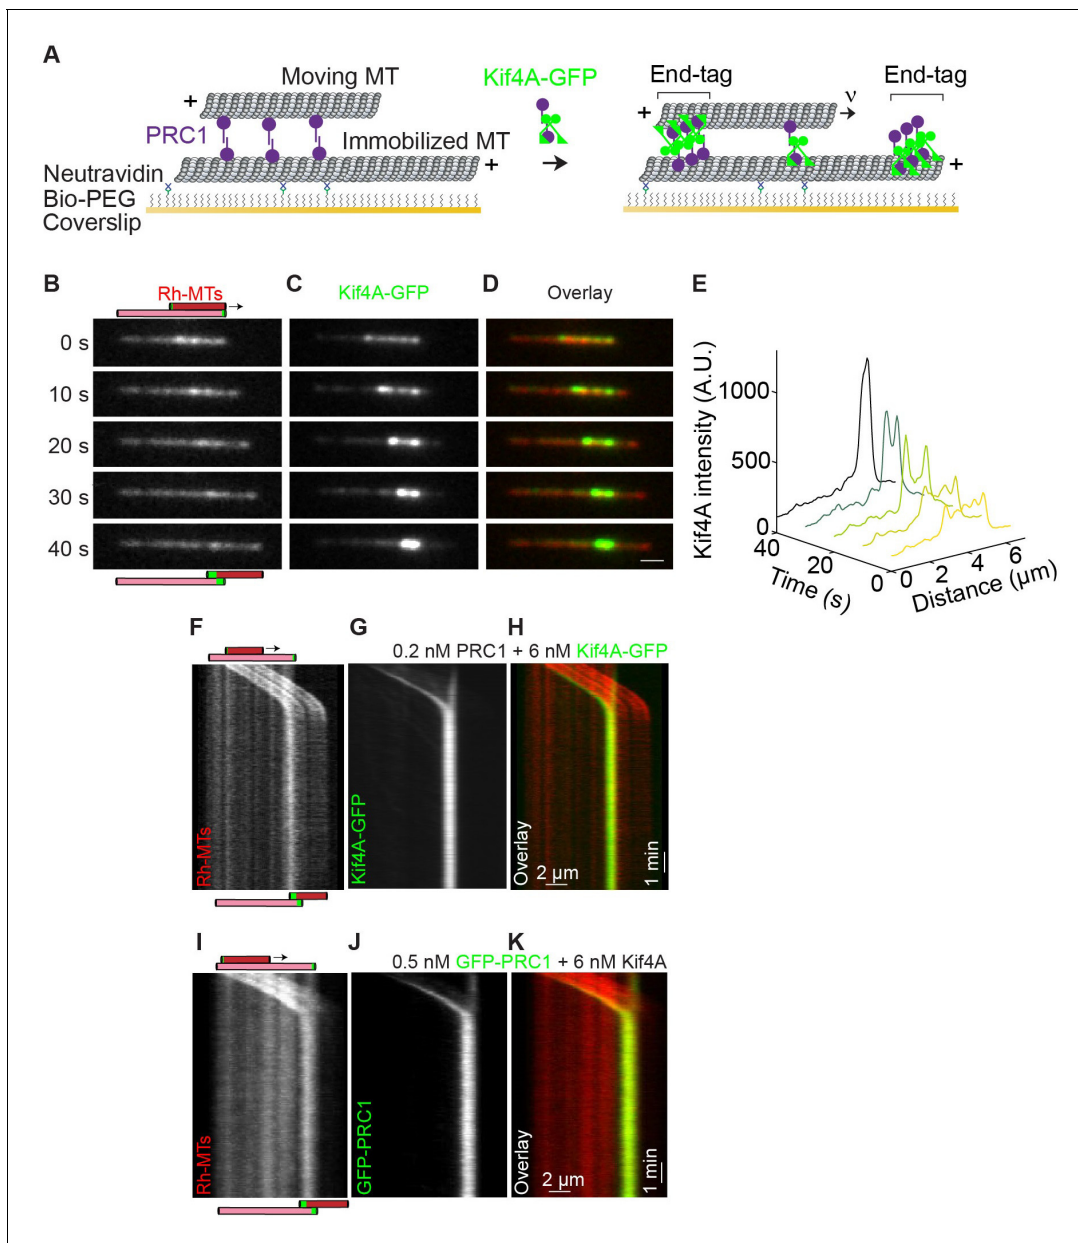 A
Moving MT
+
PRC1
Immobilized MT
+
Neutravidin
Bio-PEG
Coverslip
Kif4A-GFP
End-tag
End-tag
+
ν
+
B
Rh-MTs
C
Kif4A-GFP
D
Overlay
E
0 s
10 s
20 s
30 s
40 s
Kif4A intensity (A.U.)
1000
500
0
40
20
0
Time (s)
0
2
4
6
Distance (µm)
F
G
H
0.2 nM PRC1 + 6 nM Kif4A-GFP
Rh-MTs
Kif4A-GFP
Overlay
2 µm
1 min
I
J
K
0.5 nM GFP-PRC1 + 6 nM Kif4A
Rh-MTs
GFP-PRC1
Overlay
2 µm
1 min